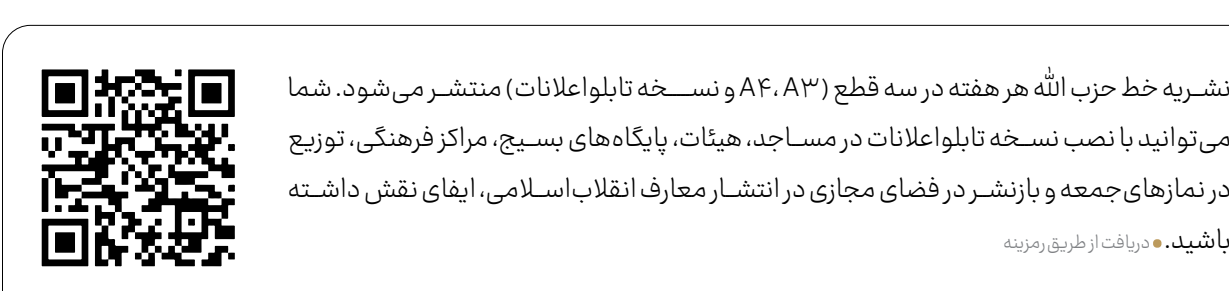 نشریه خط حزب الله هر هفته در سه قطع (A۴، A۳ و نسخه تابلواعلانات) منتشر می‌شود. شما
می‌توانید با نصب نسخه تابلواعلانات در مساجد، هیئات، پایگاه‌های بسیج، مراکز فرهنگی، توزیع
در نمازهای‌جمعه و بازنشر در فضای مجازی در انتشار معارف انقلاب‌اسلامی، ایفای نقش داشته
باشید. • دریافت از طریق رمزینه